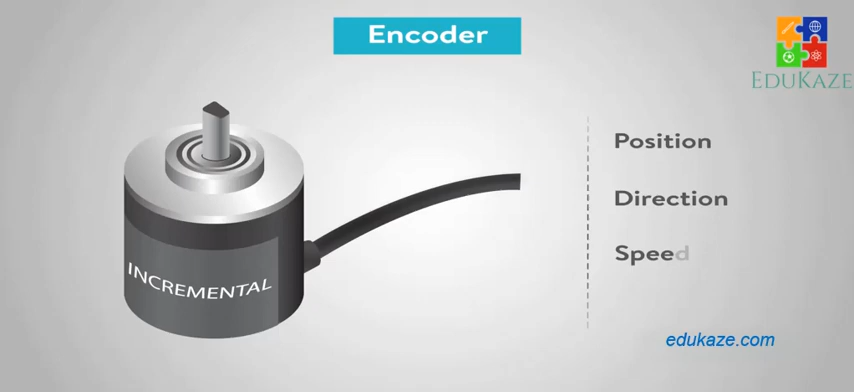 Encoder
EDUKAZE
Position
Direction
Speed
INCREMENTAL
edukaze.com